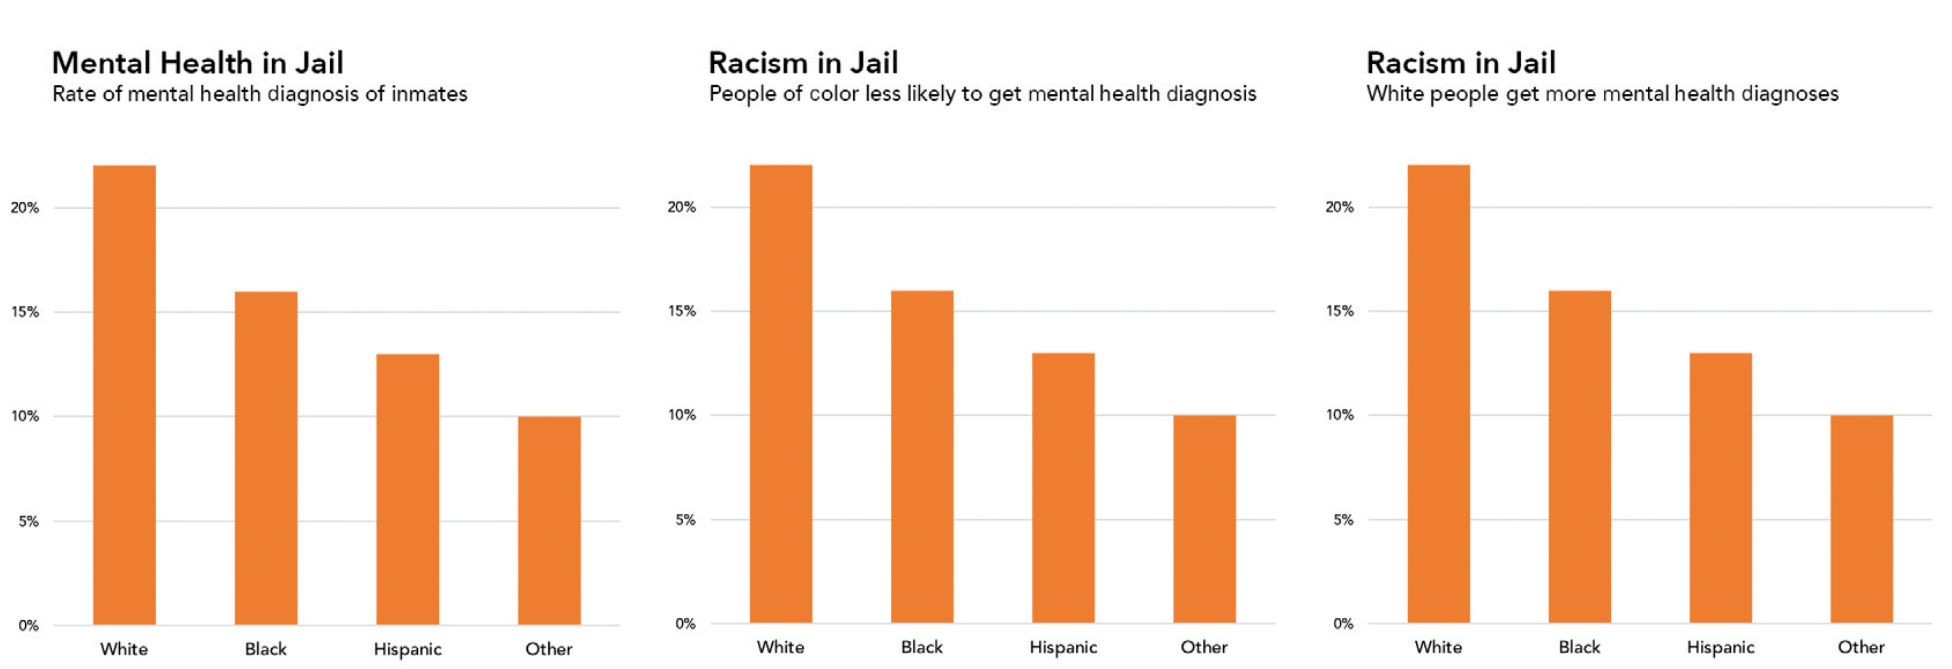 Mental Health in Jail
Rate of mental health diagnosis of inmates
20%
15%
10%
5%
0%
White
Black
Hispanic
Other
Racism in Jail
People of color less likely to get mental health diagnosis
20%
15%
10%
5%
0%
White
Black
Hispanic
Other
Racism in Jail
White people get more mental health diagnoses
20%
15%
10%
5%
0%
White
Black
Hispanic
Other